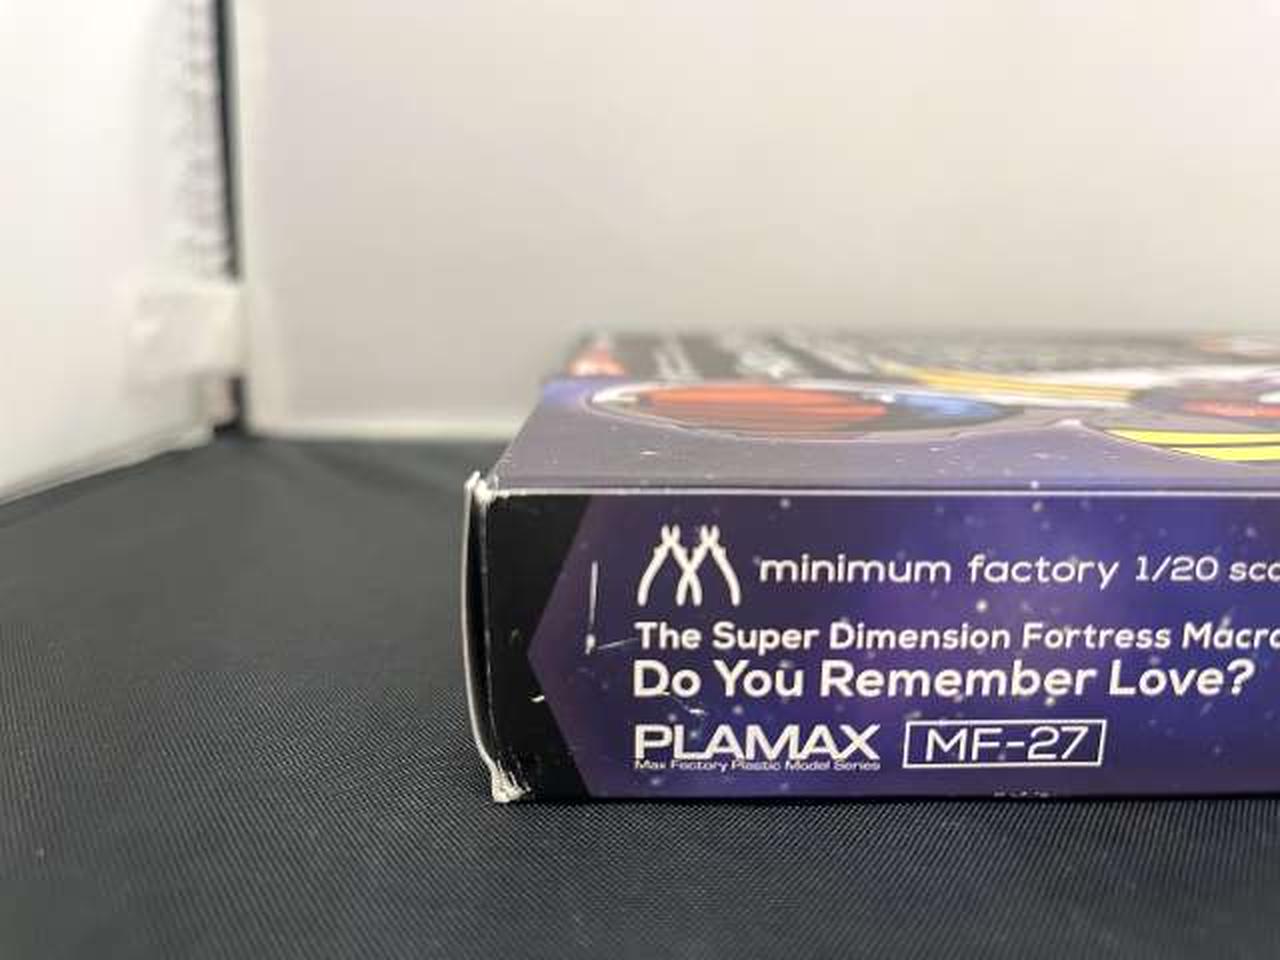 minimum factory 1/20
The Super Dimension Fortress Macro
Do You Remember Love?
PLAMAX MF-27
Max Factory Plastic Model Series